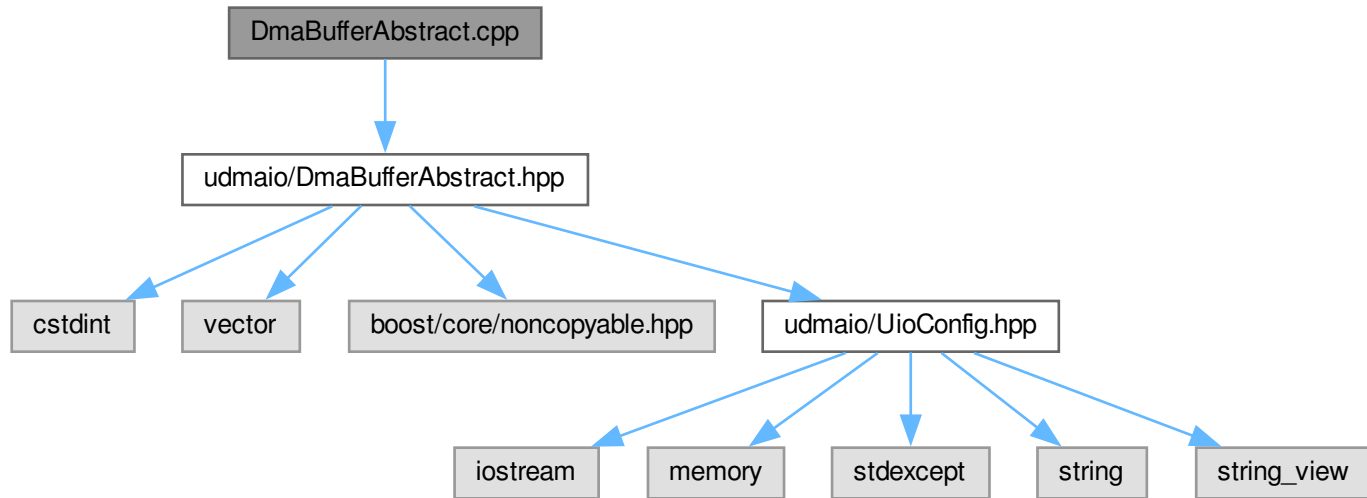 DmaBufferAbstract.cpp
udmaio/DmaBufferAbstract.hpp
cstdint
vector
boost/core/noncopyable.hpp
udmaio/UioConfig.hpp
iostream
memory
stdexcept
string
string_view